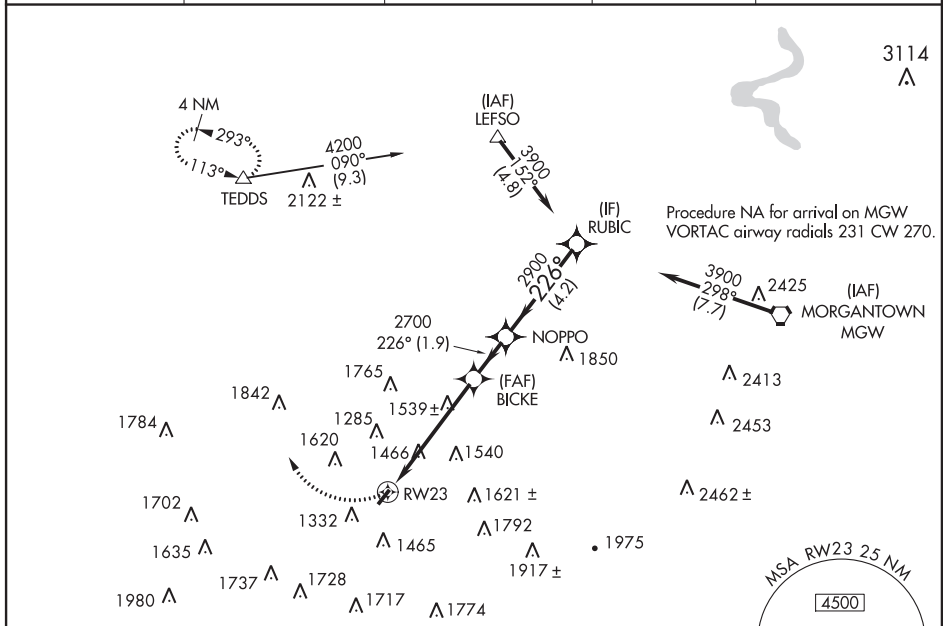 3114
4 NM
293°
113°
TEDDS
4200
090°
(9.3)
2122 ±
(IAF)
LEFSO
3900
152°
(4.8)
(IF)
RUBIC
Procedure NA for arrival on MGW
VORTAC airway radials 231 CW 270.
3900
298°
(7.7)
2425
(IAF)
MORGANTOWN
MGW
2900
226°
(4.2)
2700
226° (1.9)
NOPPO
1850
(FAF)
BICKE
1765
1842
1539 ±
2413
2453
1784
1285
1620
1466
1540
RW23
1621 ±
2462 ±
1702
1332
1792
1635
1465
1975
1917 ±
1737
1728
1980
1717
1774
MSA RW23 25 NM
4500